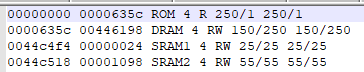 00000000 0000635c ROM 4 R 250/1 250/1
0000635c 00446198 DRAM 4 RW 150/250 150/250
0044c4f4 00000024 SRAM1 4 RW 25/25 25/25
0044c518 00001098 SRAM2 4 RW 55/55 55/55